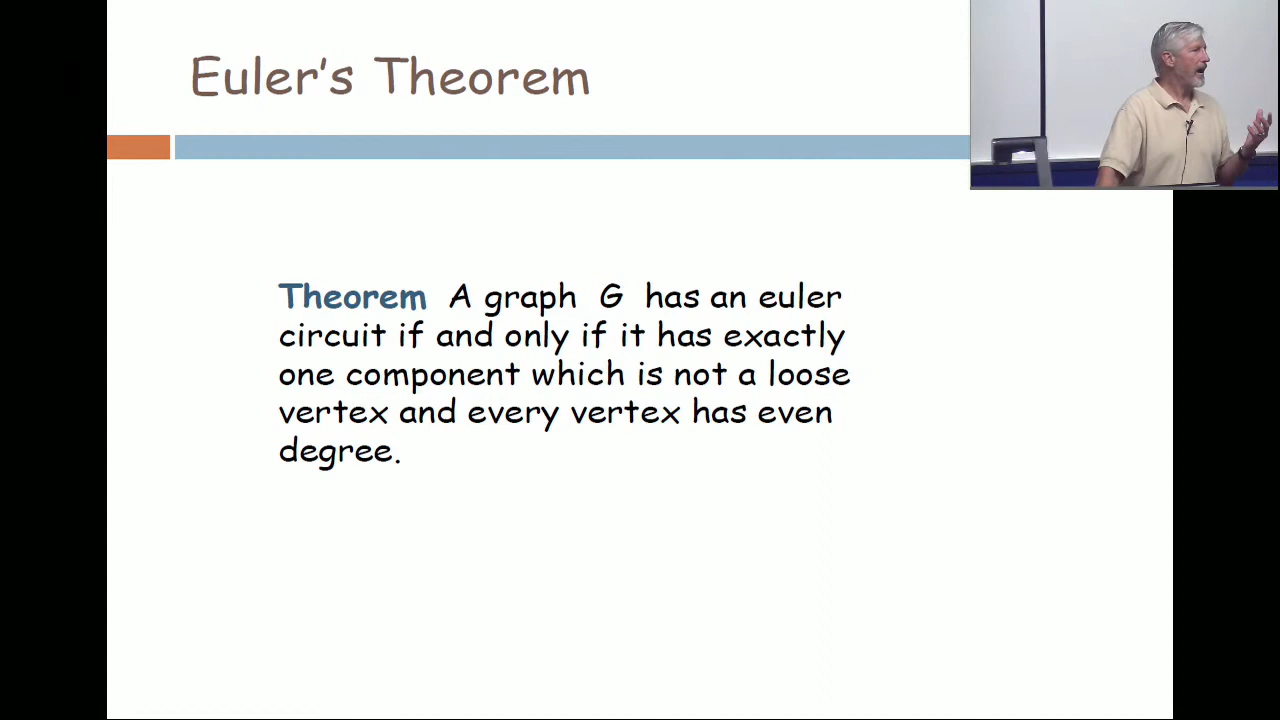 Euler's Theorem
Theorem A graph G has an euler
circuit if and only if it has exactly
one component which is not a loose
vertex and every vertex has even
degree.